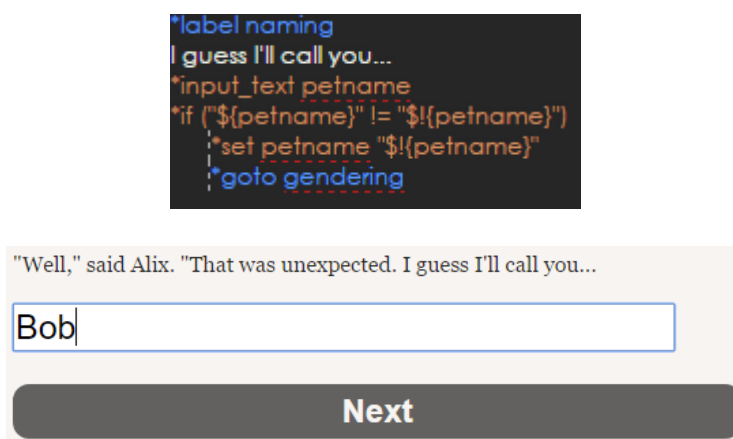 *label naming
I guess I'll call you...
*input_text petname
*if ("${petname}" != "$!{petname}")
*set petname "$!{petname}"
*goto gendering
"Well," said Alix. "That was unexpected. I guess I'll call you...
Bob
Next